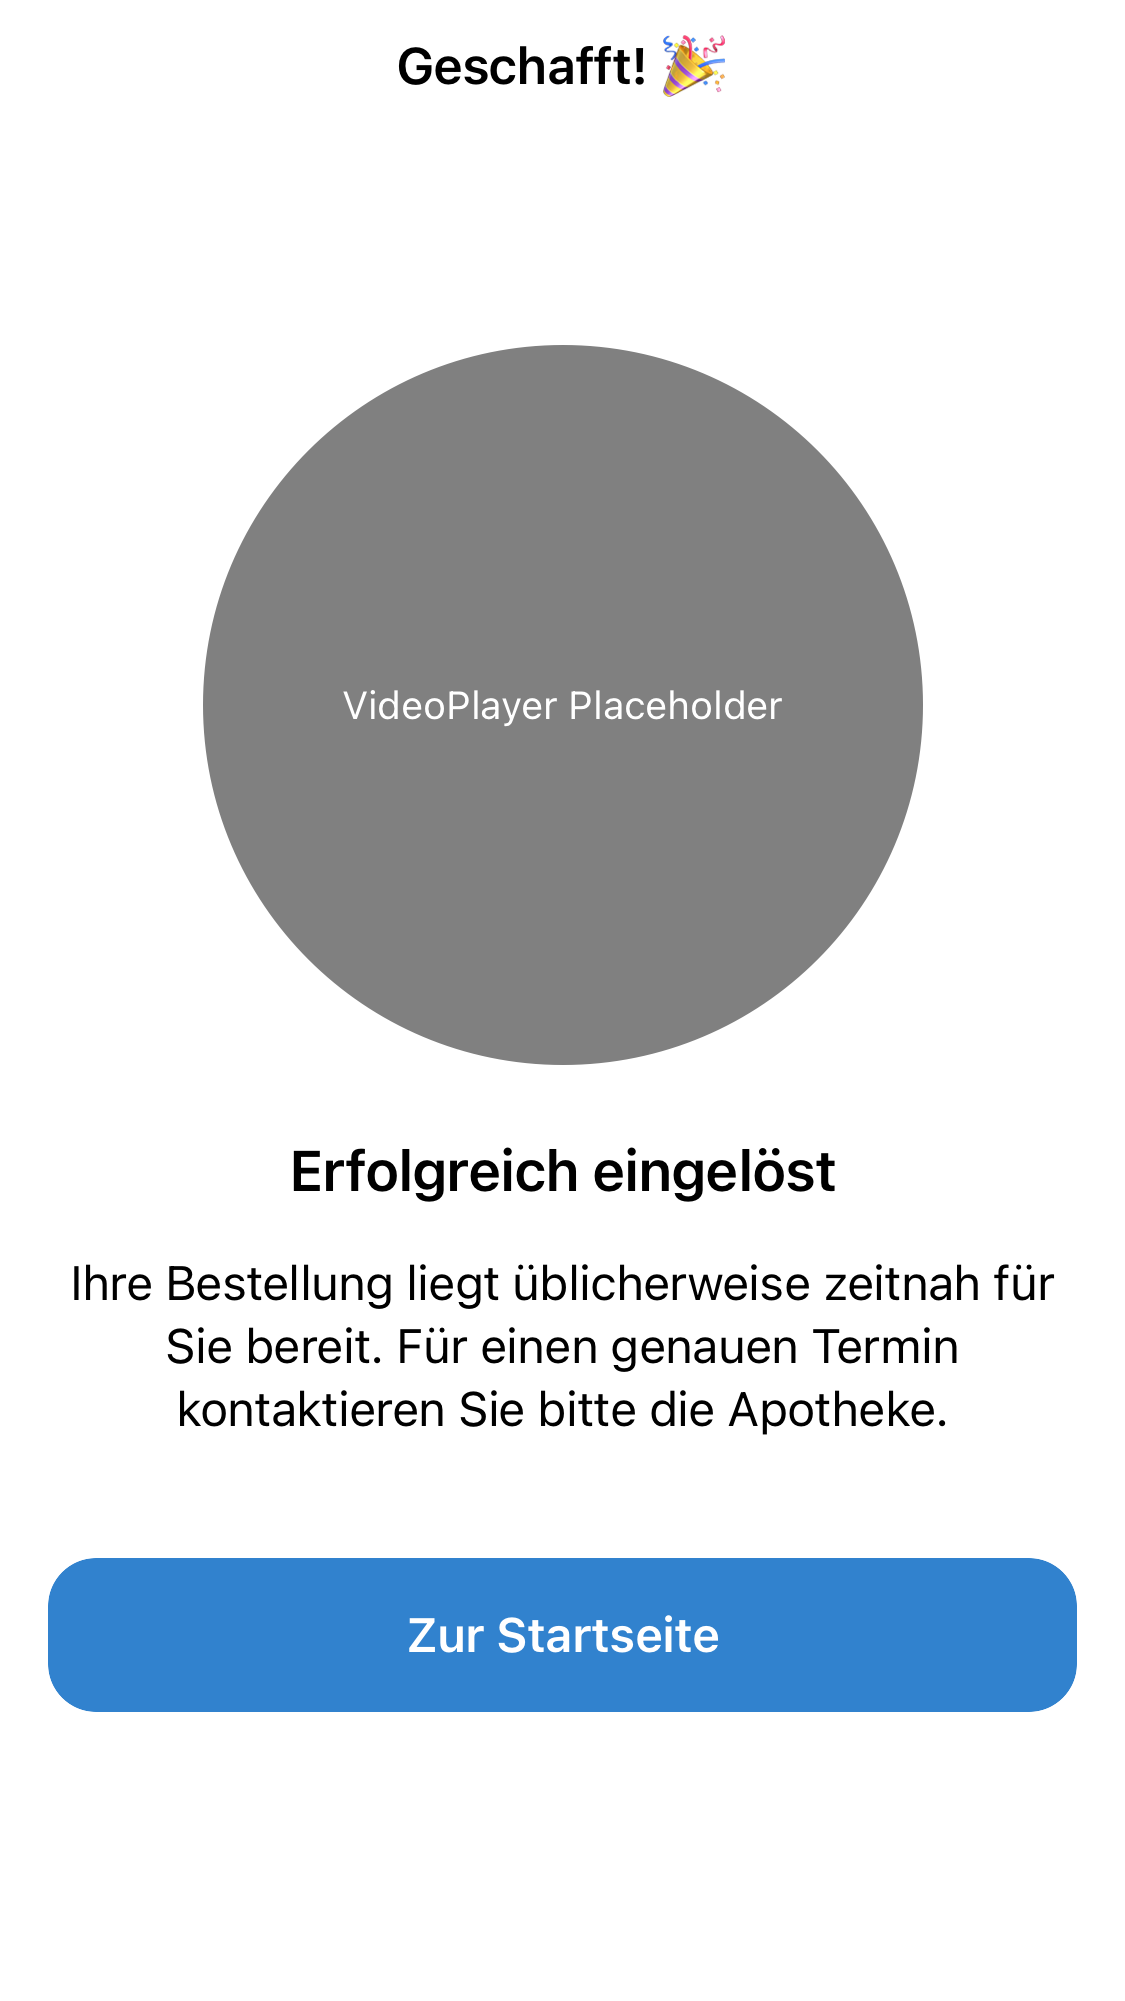 Geschafft! 🎉
VideoPlayer Placeholder
Erfolgreich eingelöst
Ihre Bestellung liegt üblicherweise zeitnah für
Sie bereit. Für einen genauen Termin
kontaktieren Sie bitte die Apotheke.
Zur Startseite